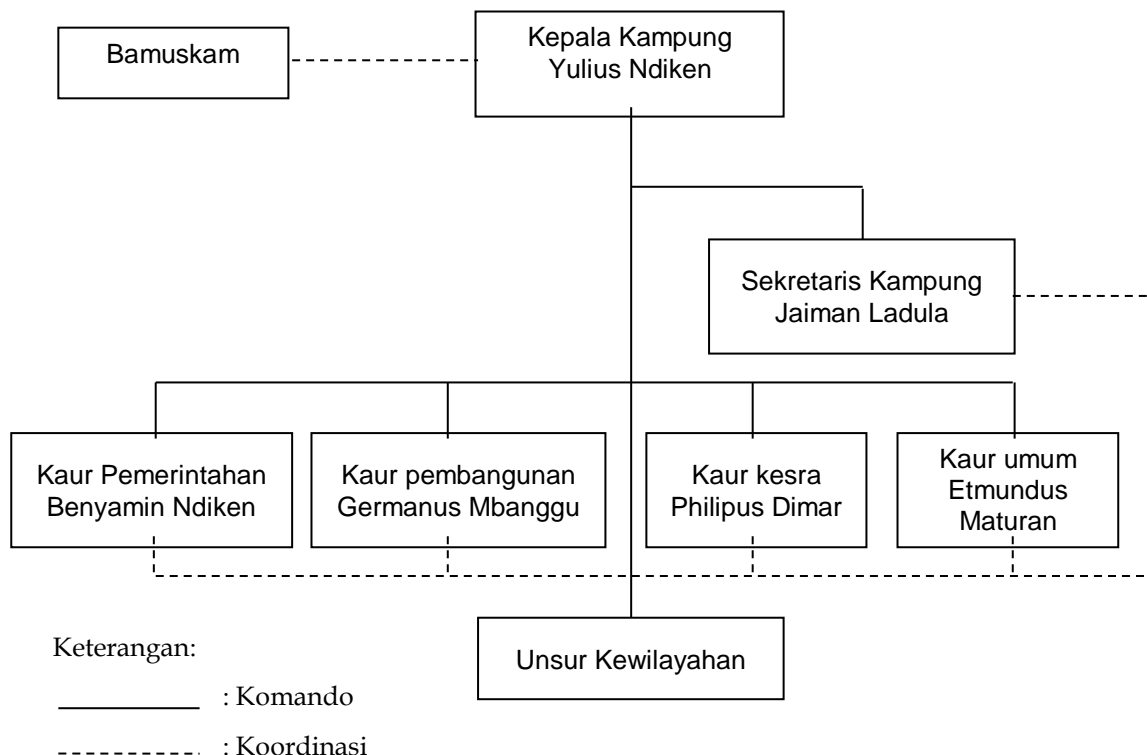 Bamuskam
Kepala Kampung
Yulius Ndiken
Sekretaris Kampung
Jaiman Ladula
Kaur Pemerintahan
Benyamin Ndiken
Kaur pembangunan
Germanus Mbanggu
Kaur kesra
Philipus Dimar
Kaur umum
Etmundus
Maturan
Unsur Kewilayahan
Keterangan:
: Komando
: Koordinasi